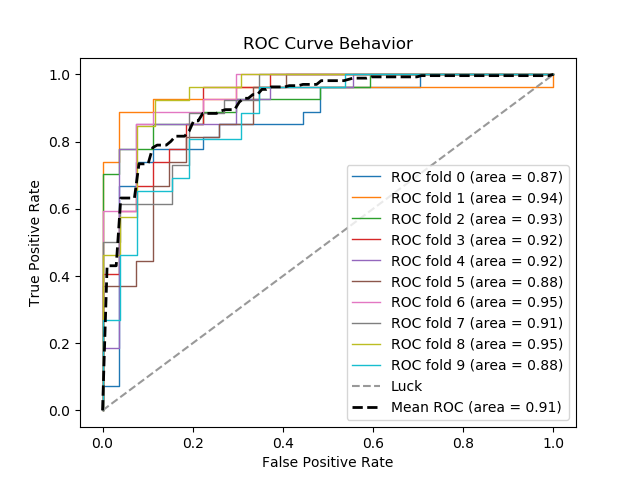 ROC Curve Behavior
True Positive Rate
1.0
0.8
0.6
0.4
0.2
0.0
ROC fold 0 (area = 0.87)
ROC fold 1 (area = 0.94)
ROC fold 2 (area = 0.93)
ROC fold 3 (area = 0.92)
ROC fold 4 (area = 0.92)
ROC fold 5 (area = 0.88)
ROC fold 6 (area = 0.95)
ROC fold 7 (area = 0.91)
ROC fold 8 (area = 0.95)
ROC fold 9 (area = 0.88)
Luck
Mean ROC (area = 0.91)
0.0 0.2 0.4 0.6 0.8 1.0
False Positive Rate